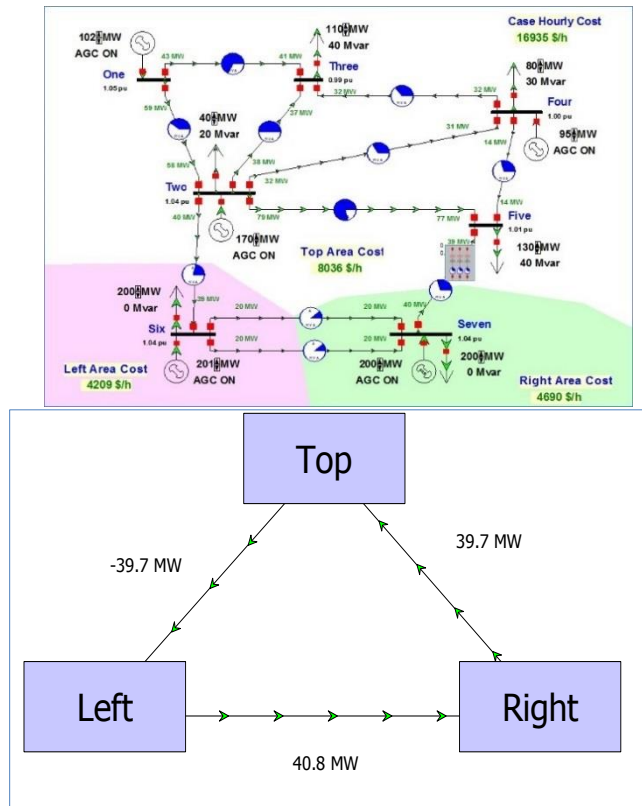 Case Hourly Cost
16935 $/h
102 MW
AGC ON
One
1.05 pu
43 MW
41 MW
110 MW
40 Mvar
Three
0.99 pu
32 MW
32 MW
80 MW
30 Mvar
Four
1.00 pu
95 MW
AGC ON
59 MW
40 MW
20 Mvar
37 MW
31 MW
14 MW
58 MW
38 MW
32 MW
Two
1.04 pu
40 MW
79 MW
77 MW
14 MW
Five
1.01 pu
39 MW
130 MW
40 Mvar
170 MW
AGC ON
Top Area Cost
8036 $/h
200 MW
0 Mvar
39 MW
20 MW
20 MW
40 MW
Six
1.04 pu
Seven
1.04 pu
20 MW
20 MW
201 MW
AGC ON
200 MW
AGC ON
200 MW
0 Mvar
Left Area Cost
4209 $/h
Right Area Cost
4690 $/h
Top
-39.7 MW
39.7 MW
Left
Right
40.8 MW